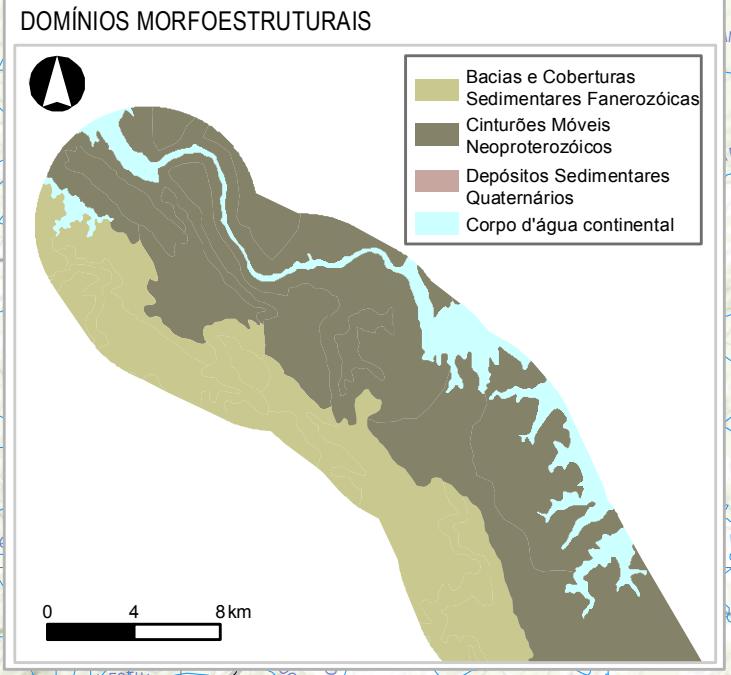 DOMÍNIOS MORFOESTRUTURAIS
Bacias e Coberturas
Sedimentares Fanerozóicas
Cinturões Móveis
Neoproterozóicos
Depósitos Sedimentares
Quaternários
Corpo d'água continental
0 4 8 km